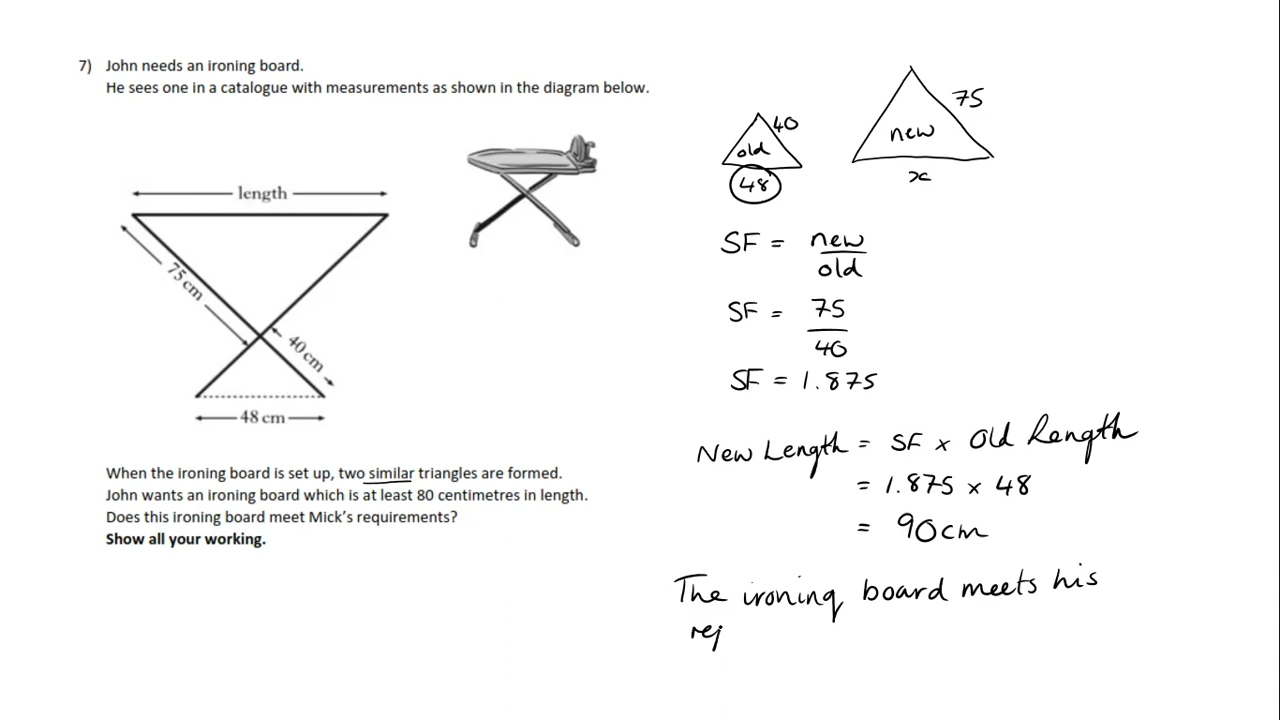 7) John needs an ironing board.
He sees one in a catalogue with measurements as shown in the diagram below.
length
75 cm
40 cm
48 cm
When the ironing board is set up, two similar triangles are formed.
John wants an ironing board which is at least 80 centimetres in length.
Does this ironing board meet Mick's requirements?
Show all your working.
40
old
48
75
new
x
SF = new
old
SF = 75
40
SF = 1.875
New Length = SF x Old Length
= 1.875 x 48
= 90cm
The ironing board meets his
rej